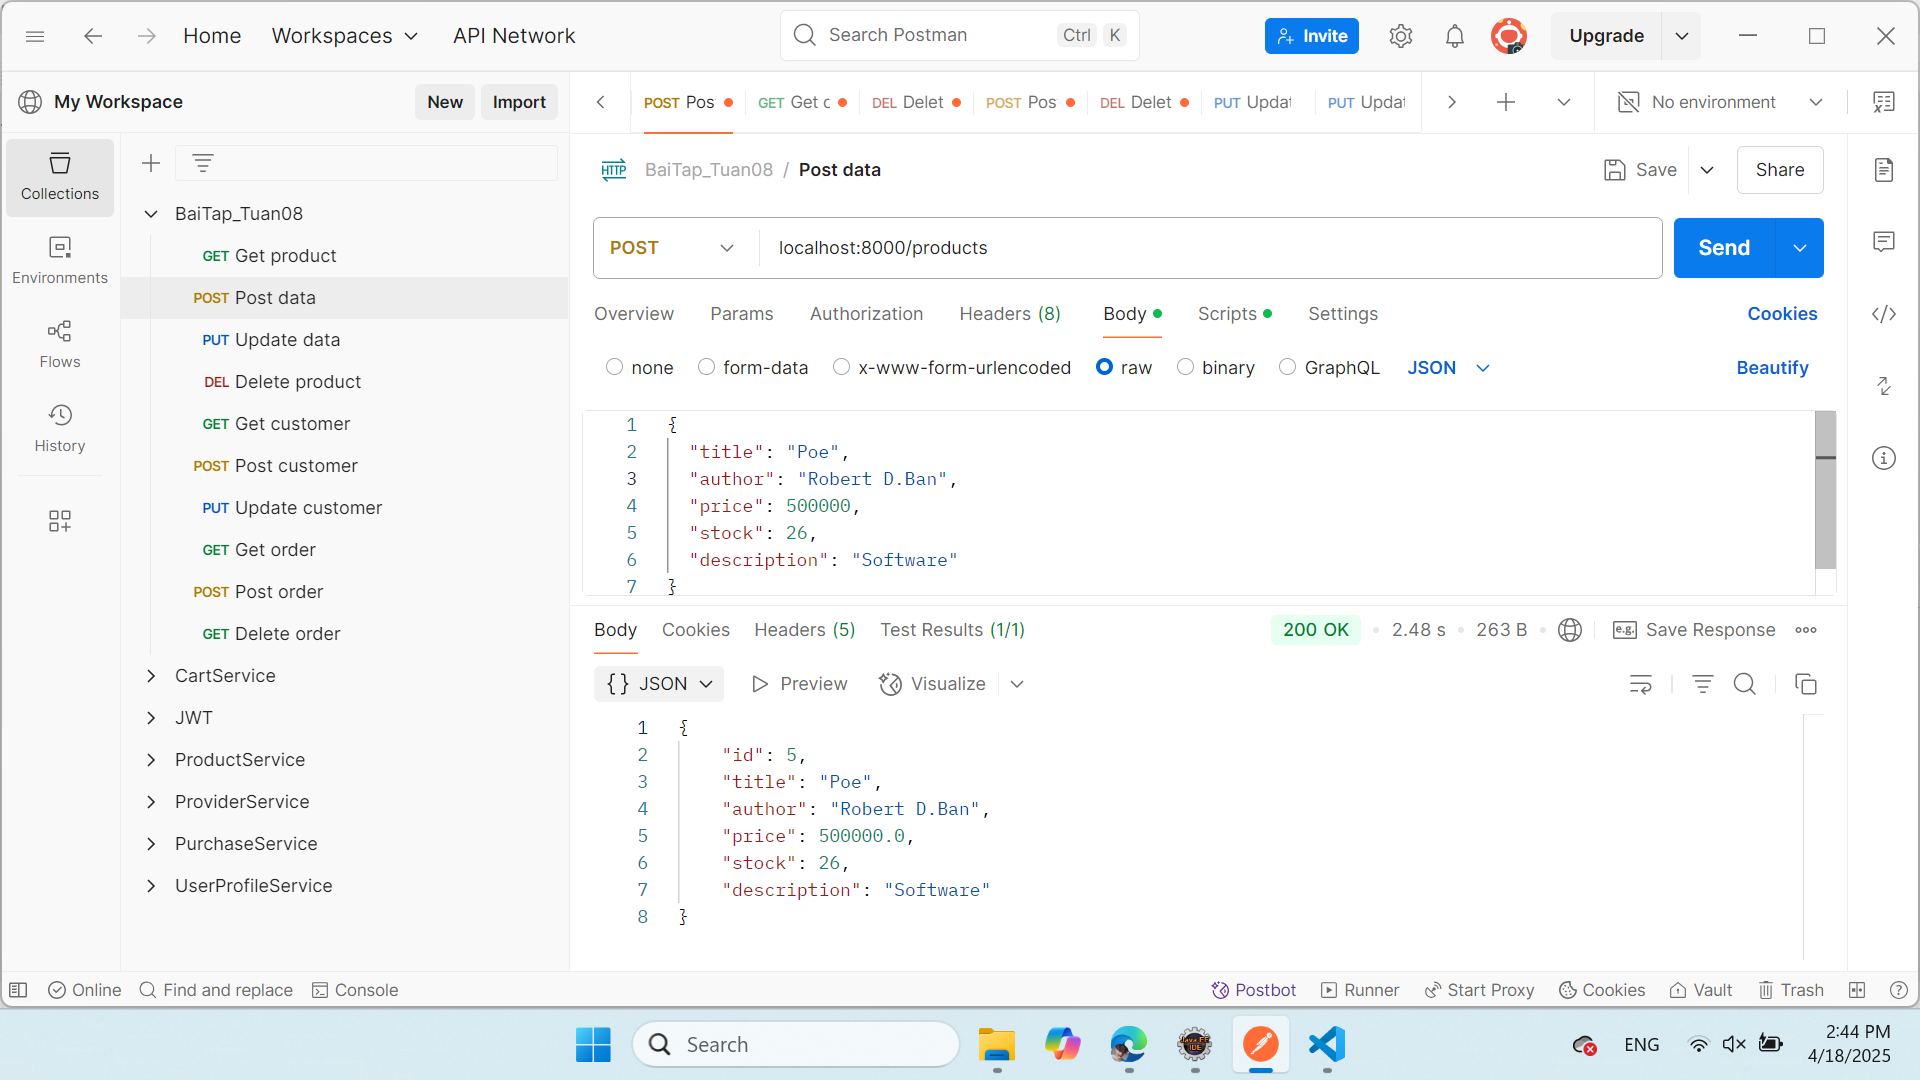 Home Workspaces API Network Search Postman Ctrl K Invite Upgrade
My Workspace New Import
POST Pos GET Get c DEL Delet POST Pos DEL Delet PUT Updat PUT Updat No environment
Collections
Environments
Flows
History
BaiTap_Tuan08
GET Get product
POST Post data
PUT Update data
DEL Delete product
GET Get customer
POST Post customer
PUT Update customer
GET Get order
POST Post order
GET Delete order
CartService
JWT
ProductService
ProviderService
PurchaseService
UserProfileService
HTTP BaiTap_Tuan08 / Post data Save Share
POST localhost:8000/products Send
Overview Params Authorization Headers (8) Body Scripts Settings Cookies
none form-data x-www-form-urlencoded raw binary GraphQL JSON Beautify
1 {
2 "title": "Poe",
3 "author": "Robert D.Ban",
4 "price": 500000,
5 "stock": 26,
6 "description": "Software"
7 }
Body Cookies Headers (5) Test Results (1/1) 200 OK 2.48 s 263 B e.g. Save Response
{} JSON Preview Visualize
1 {
2 "id": 5,
3 "title": "Poe",
4 "author": "Robert D.Ban",
5 "price": 500000.0,
6 "stock": 26,
7 "description": "Software"
8 }
Online Find and replace Console Postbot Runner Start Proxy Cookies Vault Trash
Search Java EE IDE ENG 2:44 PM
4/18/2025